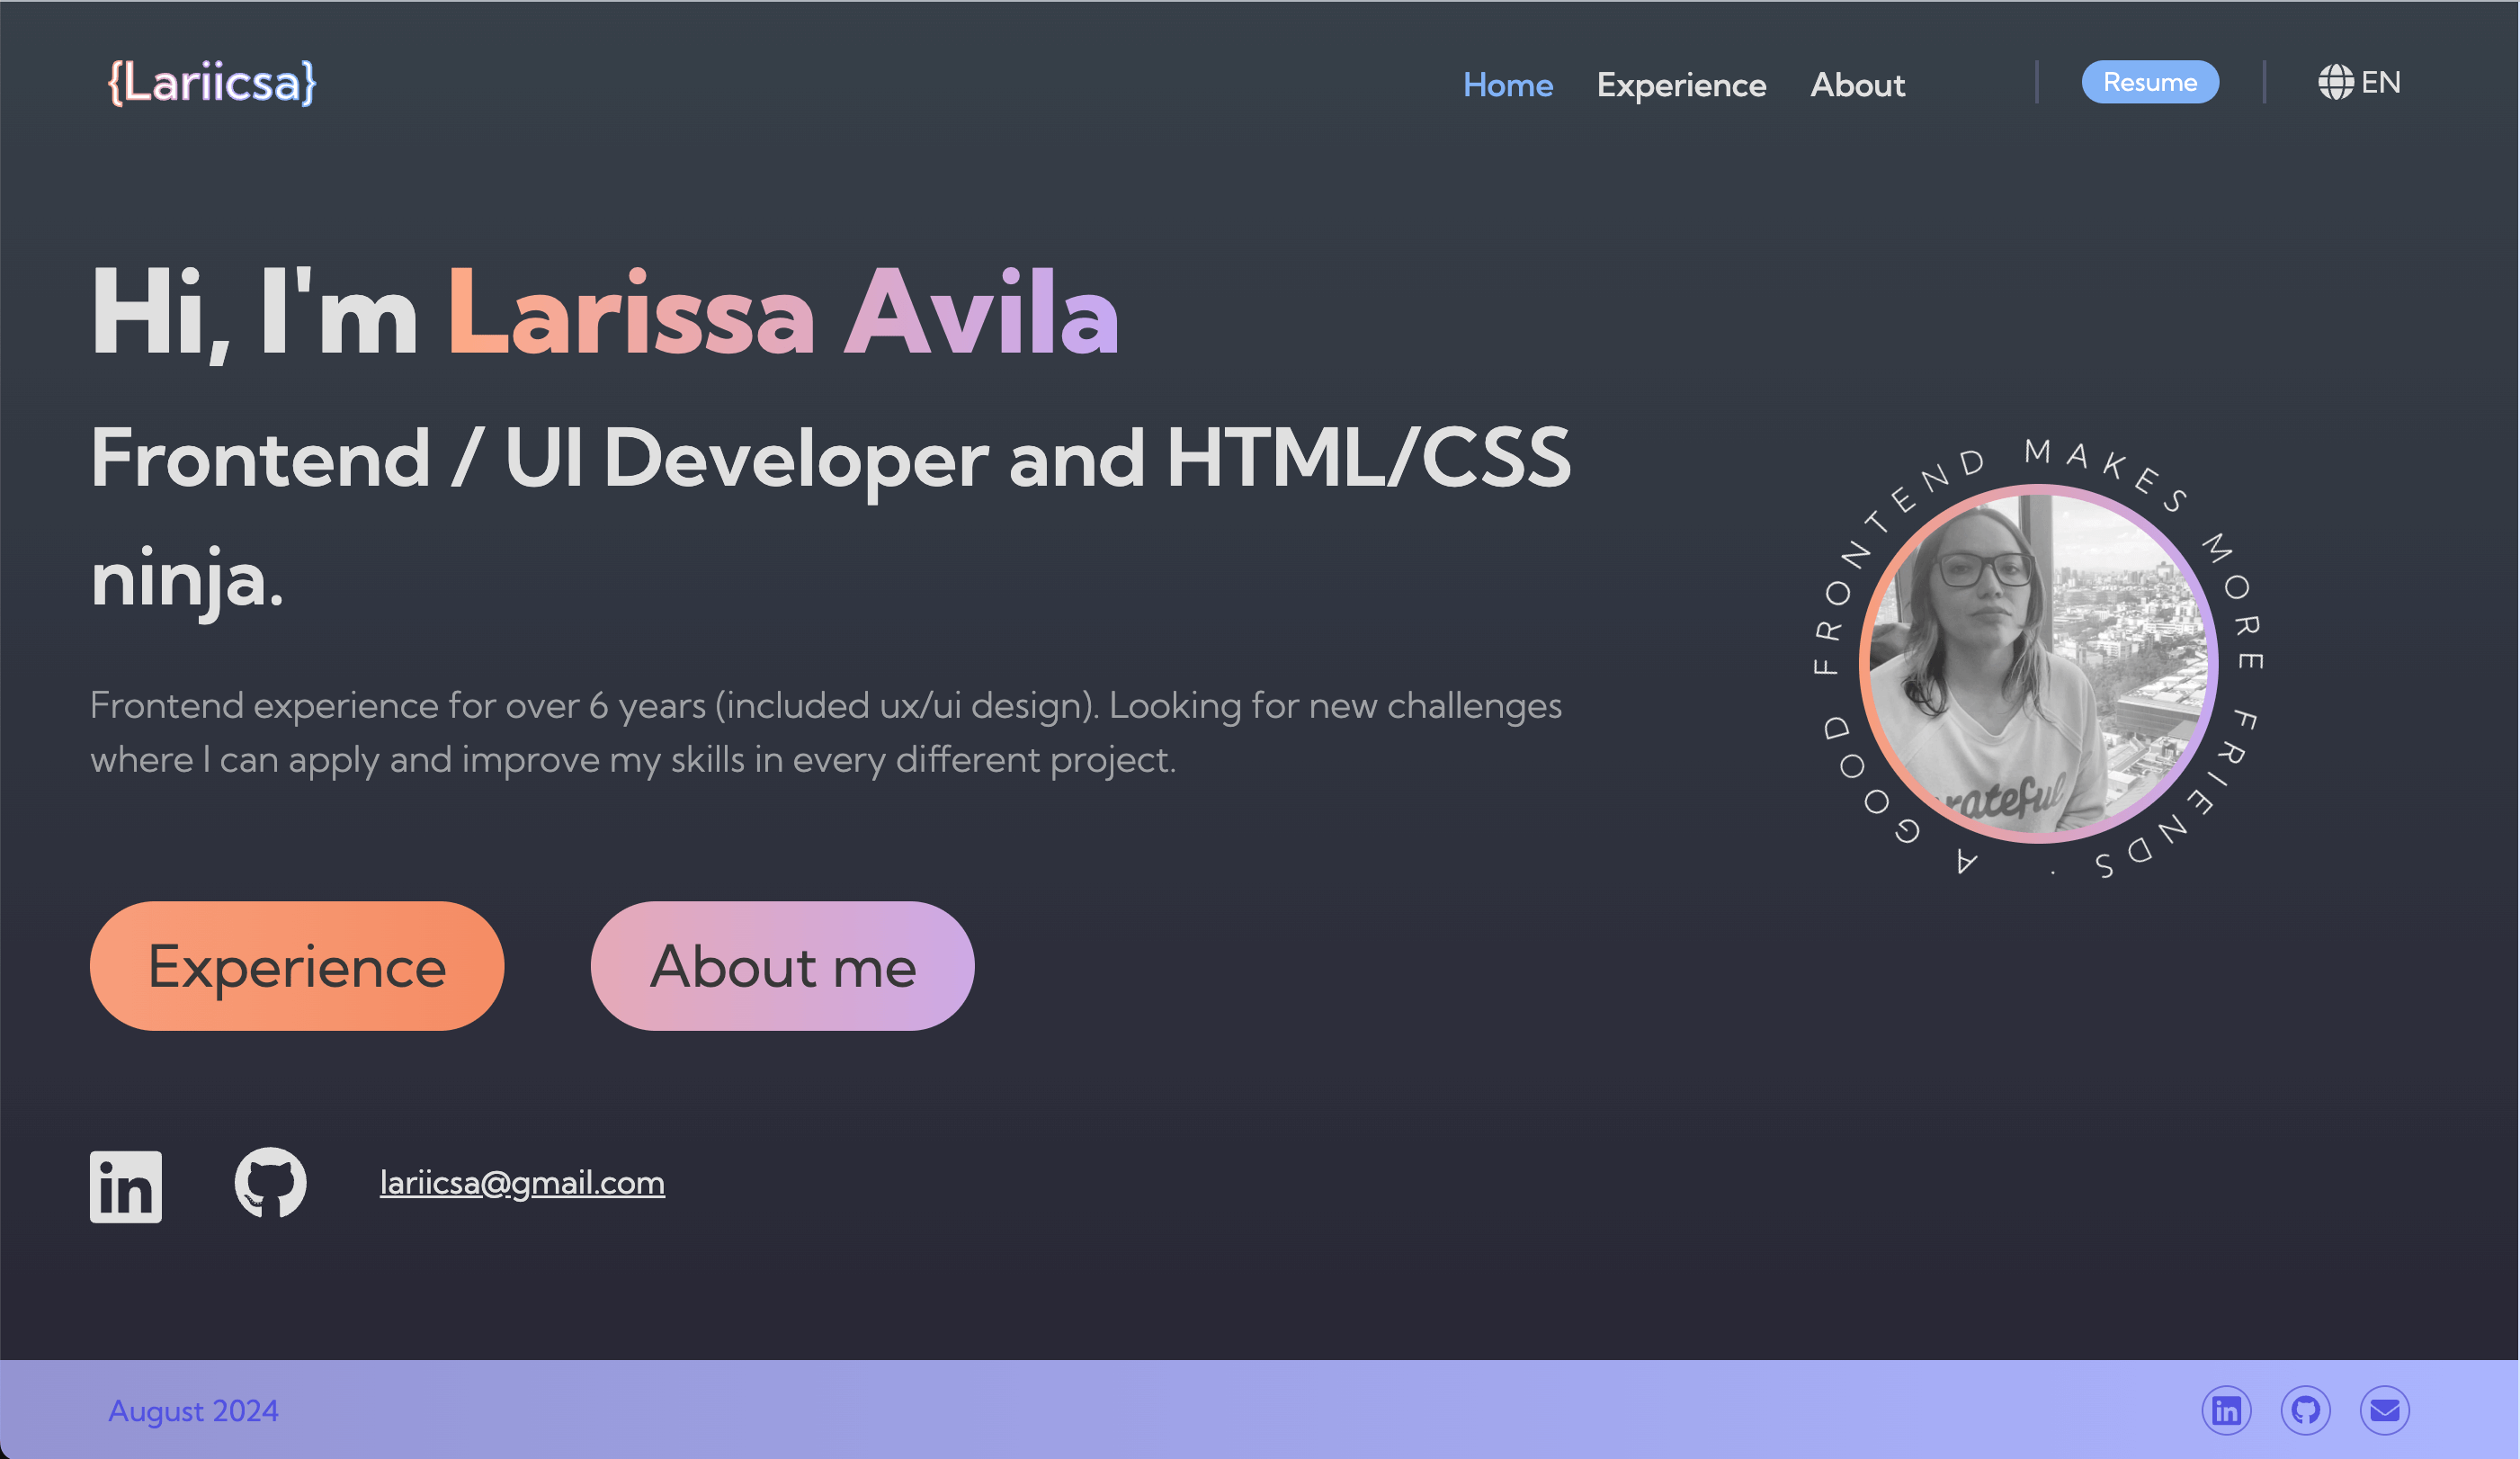 {Lariicsa}
Home Experience About Resume EN
Hi, I'm Larissa Avila
Frontend / UI Developer and HTML/CSS
ninja.
Frontend experience for over 6 years (included ux/ui design). Looking for new challenges
where I can apply and improve my skills in every different project.
A GOOD FRONTEND MAKES MORE FRIENDS .
grateful
Experience About me
in lariicsa@gmail.com
August 2024 in